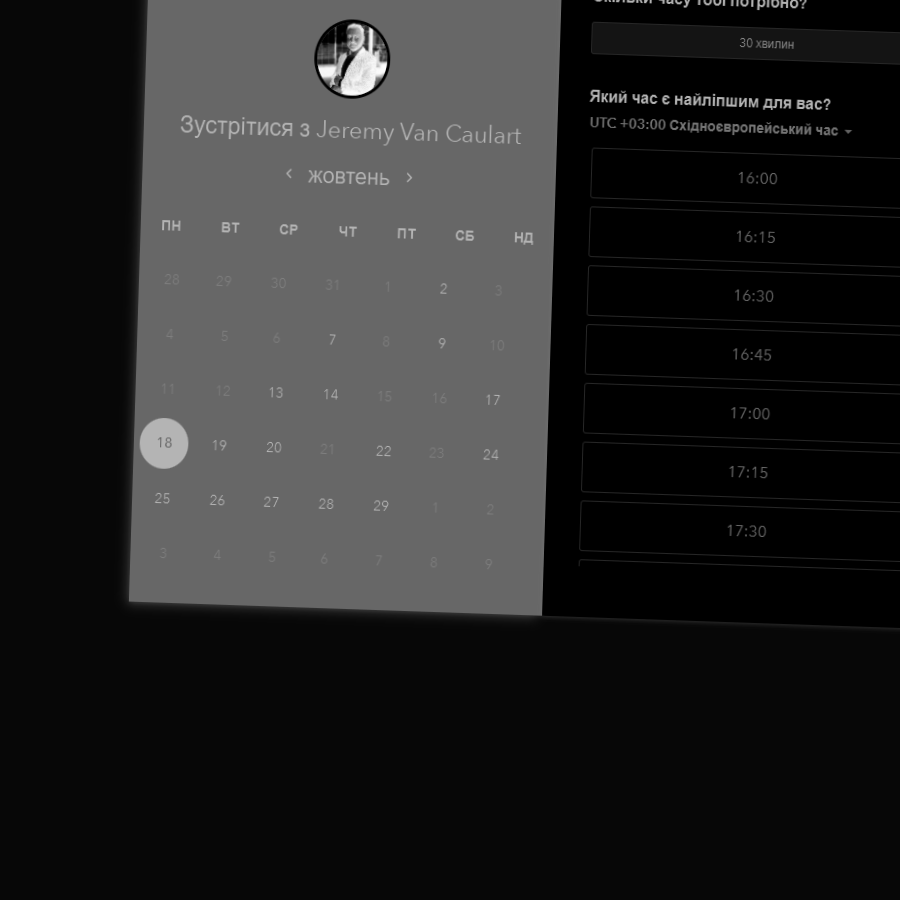 Скільки часу тобі потрібно?
30 хвилин
Зустрітися з Jeremy Van Caulart
Який час є найліпшим для вас?
UTC +03:00 Східноєвропейський час
жовтень
ПН ВТ СР ЧТ ПТ СБ НД
28 29 30 31 1 2 3
4 5 6 7 8 9 10
11 12 13 14 15 16 17
18 19 20 21 22 23 24
25 26 27 28 29 1 2
3 4 5 6 7 8 9
16:00
16:15
16:30
16:45
17:00
17:15
17:30